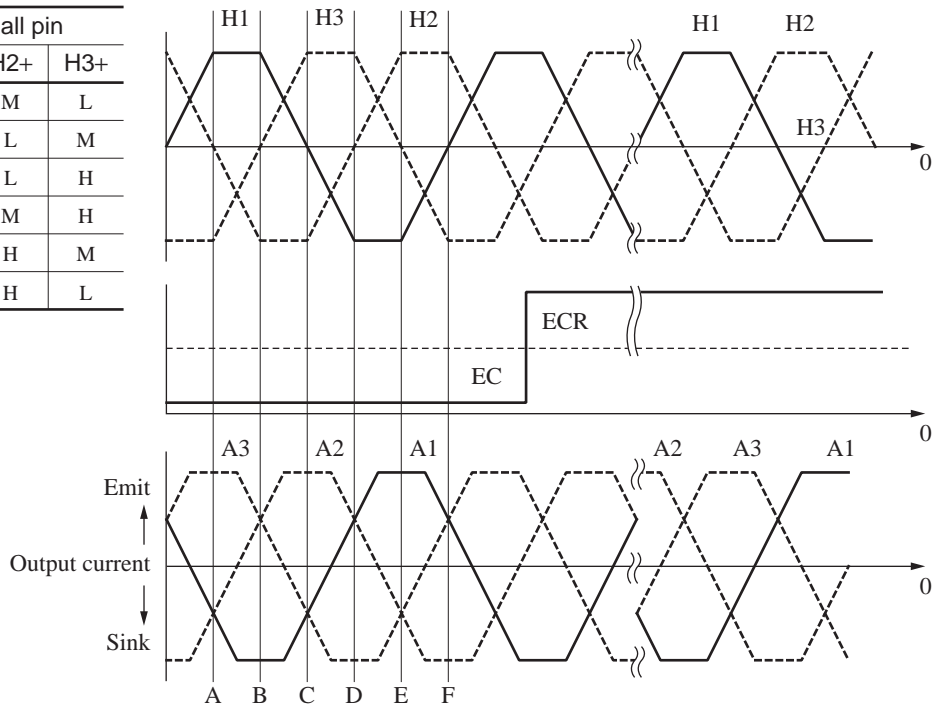 all pin
H2+ H3+
M L
L M
L H
M H
H M
H L
H1 H3 H2 H1 H2
H3
0
ECR
EC
0
A3 A2 A1 A2 A3 A1
Emit
Output current
0
Sink
A B C D E F